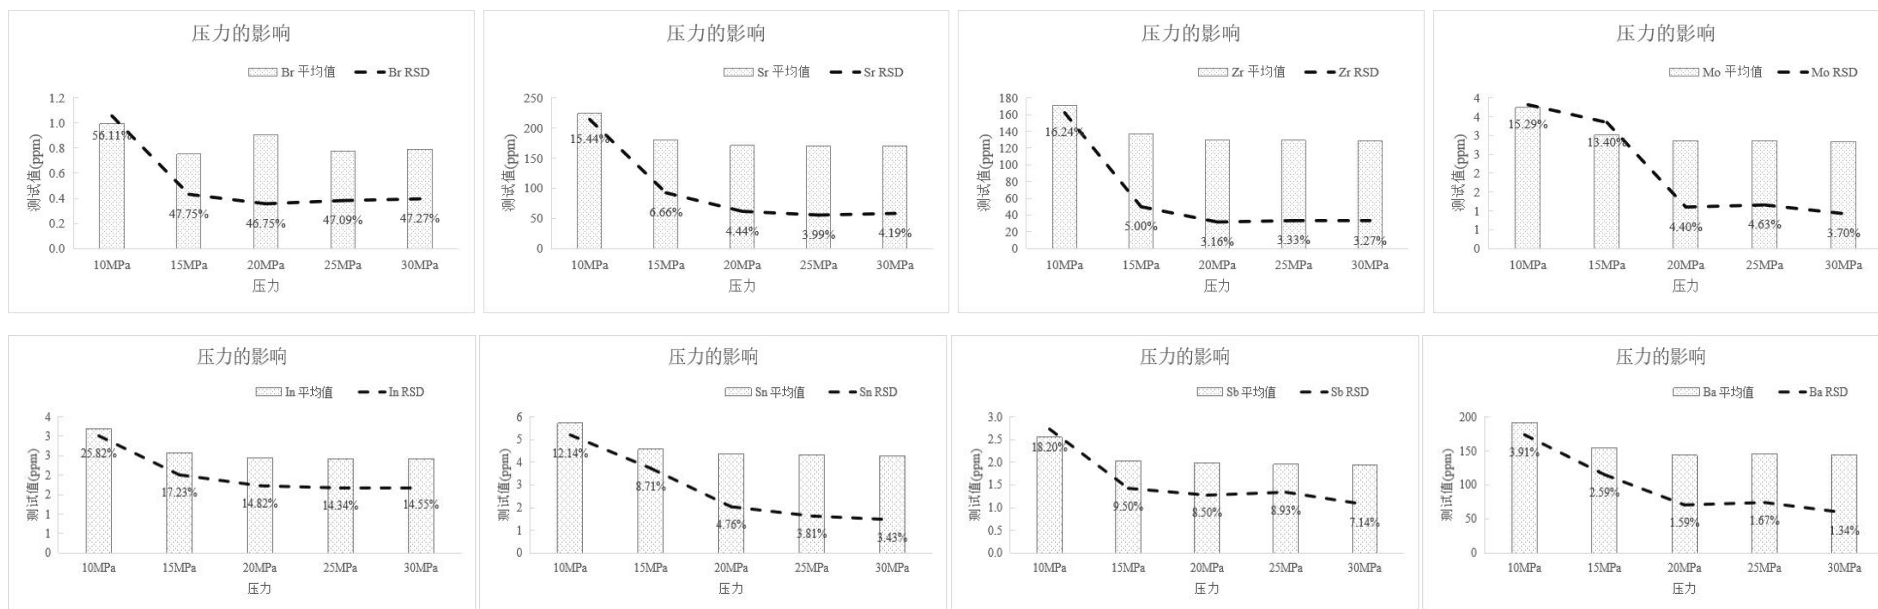 压力的影响
Br 平均值 Br RSD
1.2
1.0
0.8
0.6
0.4
0.2
0.0
测试值(ppm)
56.11%
47.75%
46.75%
47.09%
47.27%
10MPa 15MPa 20MPa 25MPa 30MPa
压力
压力的影响
Sr 平均值 Sr RSD
250
200
150
100
50
0
测试值(ppm)
15.44%
6.66%
4.44%
3.99%
4.19%
10MPa 15MPa 20MPa 25MPa 30MPa
压力
压力的影响
Zr 平均值 Zr RSD
180
160
140
120
100
80
60
40
20
0
测试值(ppm)
16.24%
5.00%
3.16%
3.33%
3.27%
10MPa 15MPa 20MPa 25MPa 30MPa
压力
压力的影响
Mo 平均值 Mo RSD
4
4
3
3
2
2
1
1
0
测试值(ppm)
15.29%
13.40%
4.40%
4.63%
3.70%
10MPa 15MPa 20MPa 25MPa 30MPa
压力
压力的影响
In 平均值 In RSD
4
3
3
2
2
1
1
0
测试值(ppm)
25.82%
17.23%
14.82%
14.34%
14.55%
10MPa 15MPa 20MPa 25MPa 30MPa
压力
压力的影响
Sn 平均值 Sn RSD
6
5
4
3
2
1
0
测试值(ppm)
12.14%
8.71%
4.76%
3.81%
3.43%
10MPa 15MPa 20MPa 25MPa 30MPa
压力
压力的影响
Sb 平均值 Sb RSD
3.0
2.5
2.0
1.5
1.0
0.5
0.0
测试值(ppm)
18.20%
9.50%
8.50%
8.93%
7.14%
10MPa 15MPa 20MPa 25MPa 30MPa
压力
压力的影响
Ba 平均值 Ba RSD
200
150
100
50
0
测试值(ppm)
3.91%
2.59%
1.59%
1.67%
1.34%
10MPa 15MPa 20MPa 25MPa 30MPa
压力